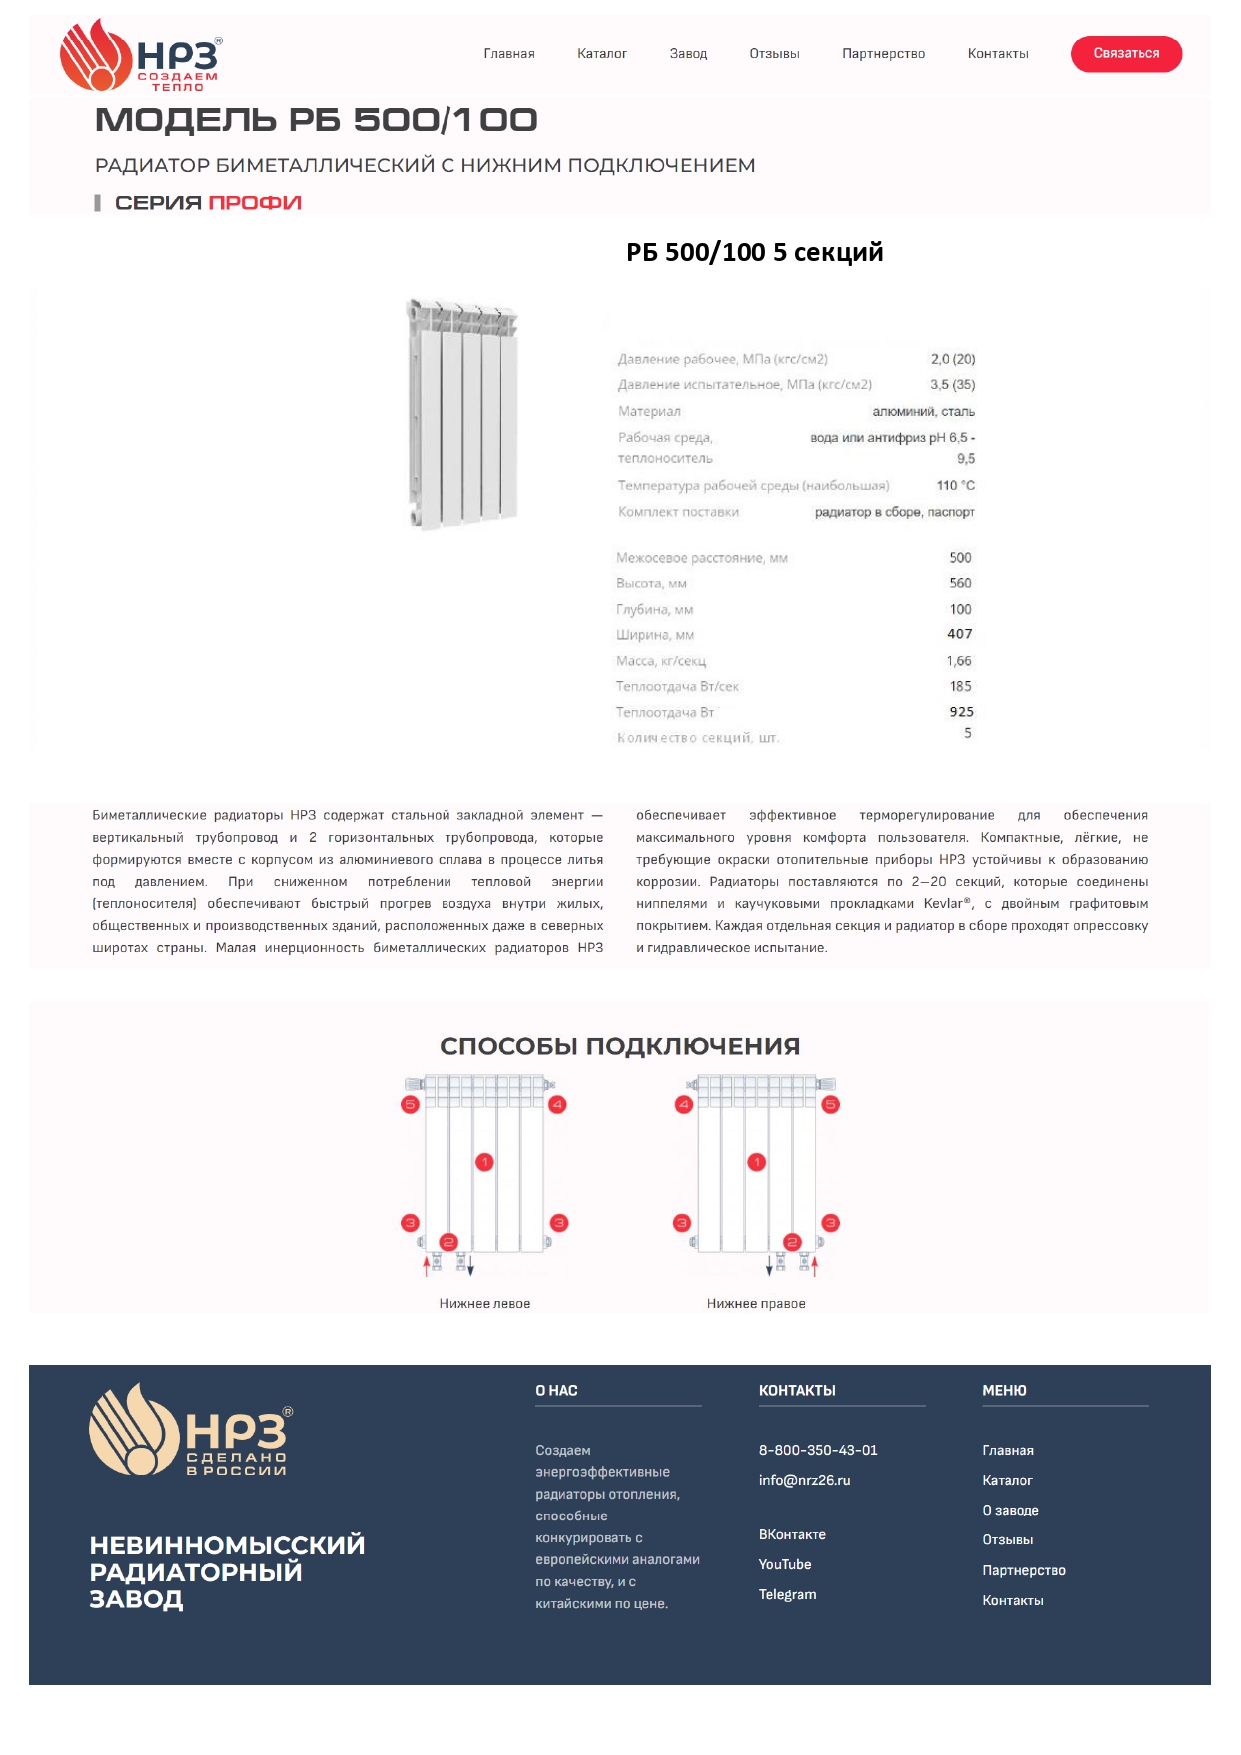 НРЗ®
СОЗДАЕМ
ТЕПЛО
Главная Каталог Завод Отзывы Партнерство Контакты Связаться
МОДЕЛЬ РБ 500/100
РАДИАТОР БИМЕТАЛЛИЧЕСКИЙ С НИЖНИМ ПОДКЛЮЧЕНИЕМ
СЕРИЯ ПРОФИ
РБ 500/100 5 секций
Давление рабочее, МПа (кгс/см2) 2,0 (20)
Давление испытательное, МПа (кгс/см2) 3,5 (35)
Материал алюминий, сталь
Рабочая среда, вода или антифриз pH 6,5 -
теплоноситель 9,5
Температура рабочей среды (наибольшая) 110 °С
Комплект поставки радиатор в сборе, паспорт
Межосевое расстояние, мм 500
Высота, мм 560
Глубина, мм 100
Ширина, мм 407
Масса, кг/секц 1,66
Теплоотдача Вт/сек 185
Теплоотдача Вт 925
Количество секций, шт. 5
Биметаллические радиаторы НРЗ содержат стальной закладной элемент —
вертикальный трубопровод и 2 горизонтальных трубопровода, которые
формируются вместе с корпусом из алюминиевого сплава в процессе литья
под давлением. При сниженном потреблении тепловой энергии
(теплоносителя) обеспечивают быстрый прогрев воздуха внутри жилых,
общественных и производственных зданий, расположенных даже в северных
широтах страны. Малая инерционность биметаллических радиаторов НРЗ
обеспечивает эффективное терморегулирование для обеспечения
максимального уровня комфорта пользователя. Компактные, лёгкие, не
требующие окраски отопительные приборы НРЗ устойчивы к образованию
коррозии. Радиаторы поставляются по 2–20 секций, которые соединены
ниппелями и каучуковыми прокладками Kevlar®, с двойным графитовым
покрытием. Каждая отдельная секция и радиатор в сборе проходят опрессовку
и гидравлическое испытание.
СПОСОБЫ ПОДКЛЮЧЕНИЯ
5 4 4 5
1 1
3 3 3 3
2 2
Нижнее левое Нижнее правое
НРЗ®
СДЕЛАНО
В РОССИИ
НЕВИННОМЫССКИЙ
РАДИАТОРНЫЙ
ЗАВОД
О НАС
Создаем
энергоэффективные
радиаторы отопления,
способные
конкурировать с
европейскими аналогами
по качеству, и с
китайскими по цене.
КОНТАКТЫ
8-800-350-43-01
info@nrz26.ru
ВКонтакте
YouTube
Telegram
МЕНЮ
Главная
Каталог
О заводе
Отзывы
Партнерство
Контакты